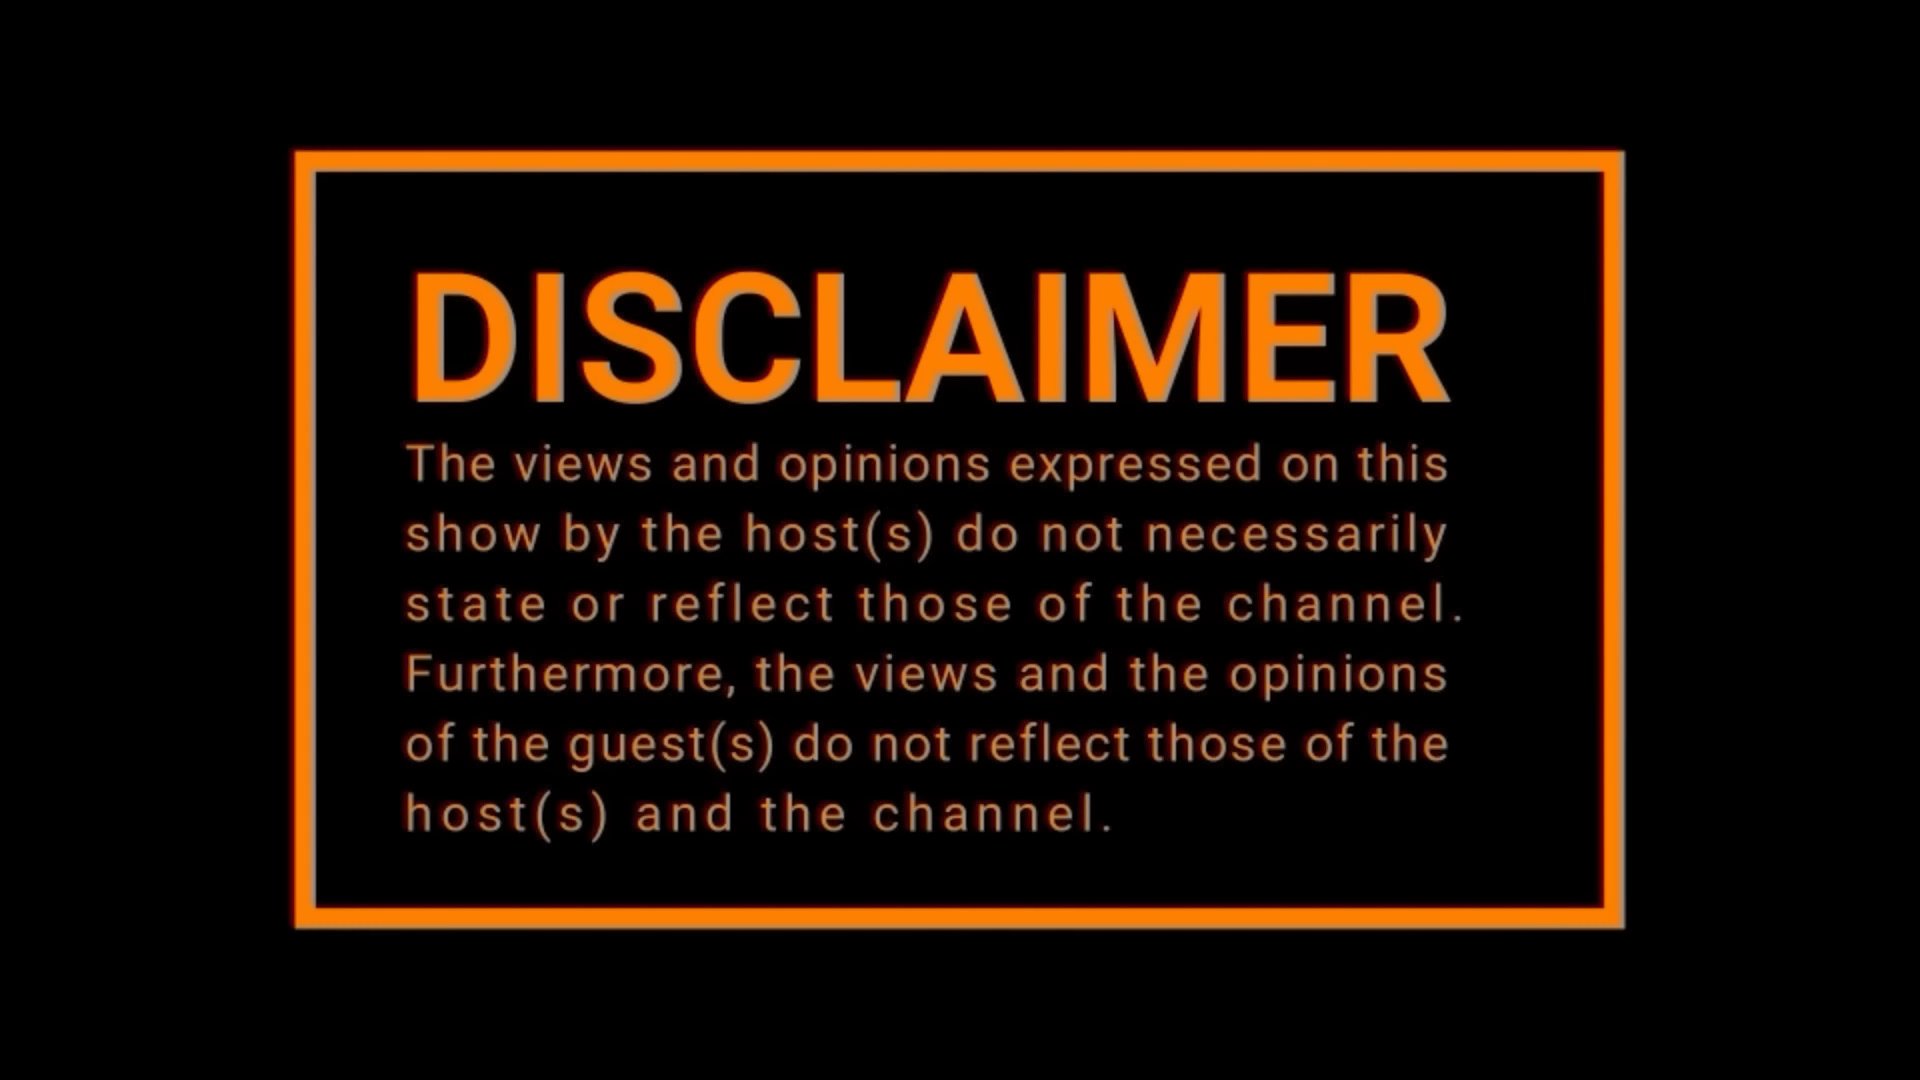 DISCLAIMER
The views and opinions expressed on this
show by the host(s) do not necessarily
state or reflect those of the channel.
Furthermore, the views and the opinions
of the guest(s) do not reflect those of the
host(s) and the channel.